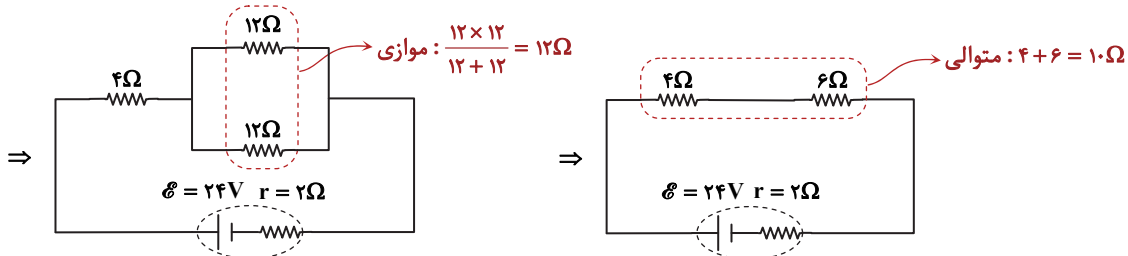 ۱۲Ω
موازی : (۱۲ × ۱۲)/(۱۲ + ۱۲) = ۱۲Ω
۴Ω
۱۲Ω
⇒
ℰ = ۲۴V r = ۲Ω
متوالی : ۴ + ۶ = ۱۰Ω
۴Ω ۶Ω
⇒
ℰ = ۲۴V r = ۲Ω